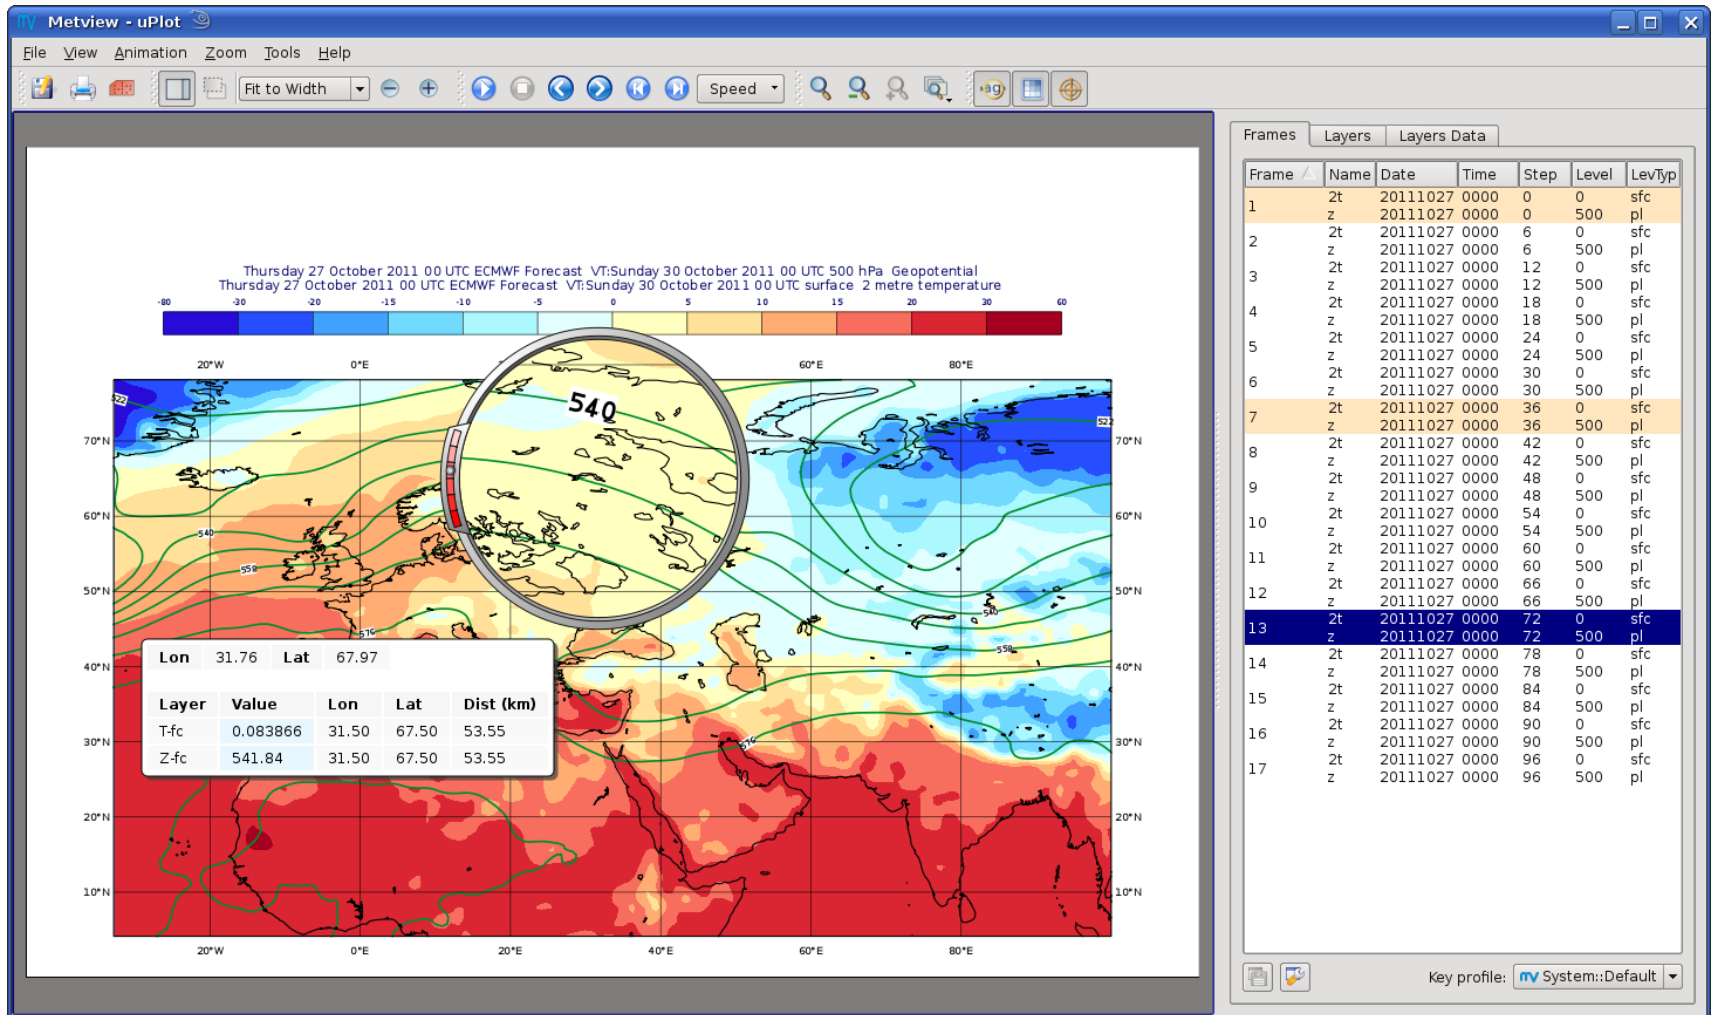 Metview - uPlot
File View Animation Zoom Tools Help
Fit to Width
Speed
ag
Frames Layers Layers Data
Frame Name Date Time Step Level LevTyp
1 2t 20111027 0000 0 0 sfc
z 20111027 0000 0 500 pl
2 2t 20111027 0000 6 0 sfc
z 20111027 0000 6 500 pl
3 2t 20111027 0000 12 0 sfc
z 20111027 0000 12 500 pl
4 2t 20111027 0000 18 0 sfc
z 20111027 0000 18 500 pl
5 2t 20111027 0000 24 0 sfc
z 20111027 0000 24 500 pl
6 2t 20111027 0000 30 0 sfc
z 20111027 0000 30 500 pl
7 2t 20111027 0000 36 0 sfc
z 20111027 0000 36 500 pl
8 2t 20111027 0000 42 0 sfc
z 20111027 0000 42 500 pl
9 2t 20111027 0000 48 0 sfc
z 20111027 0000 48 500 pl
10 2t 20111027 0000 54 0 sfc
z 20111027 0000 54 500 pl
11 2t 20111027 0000 60 0 sfc
z 20111027 0000 60 500 pl
12 2t 20111027 0000 66 0 sfc
z 20111027 0000 66 500 pl
13 2t 20111027 0000 72 0 sfc
z 20111027 0000 72 500 pl
14 2t 20111027 0000 78 0 sfc
z 20111027 0000 78 500 pl
15 2t 20111027 0000 84 0 sfc
z 20111027 0000 84 500 pl
16 2t 20111027 0000 90 0 sfc
z 20111027 0000 90 500 pl
17 2t 20111027 0000 96 0 sfc
z 20111027 0000 96 500 pl
Key profile: System::Default
Thursday 27 October 2011 00 UTC ECMWF Forecast VT:Sunday 30 October 2011 00 UTC 500 hPa Geopotential
Thursday 27 October 2011 00 UTC ECMWF Forecast VT:Sunday 30 October 2011 00 UTC surface 2 metre temperature
-80 -30 -20 -15 -10 -5 0 5 10 15 20 30 60
20°W 0°E 60°E 80°E
522
540
522
70°N 70°N
60°N 60°N
540
558
50°N 50°N
540
576
558
40°N 40°N
Lon 31.76 Lat 67.97
Layer Value Lon Lat Dist (km)
T-fc 0.083866 31.50 67.50 53.55
Z-fc 541.84 31.50 67.50 53.55
30°N 576 30°N
20°N 20°N
10°N 10°N
20°W 0°E 20°E 40°E 60°E 80°E